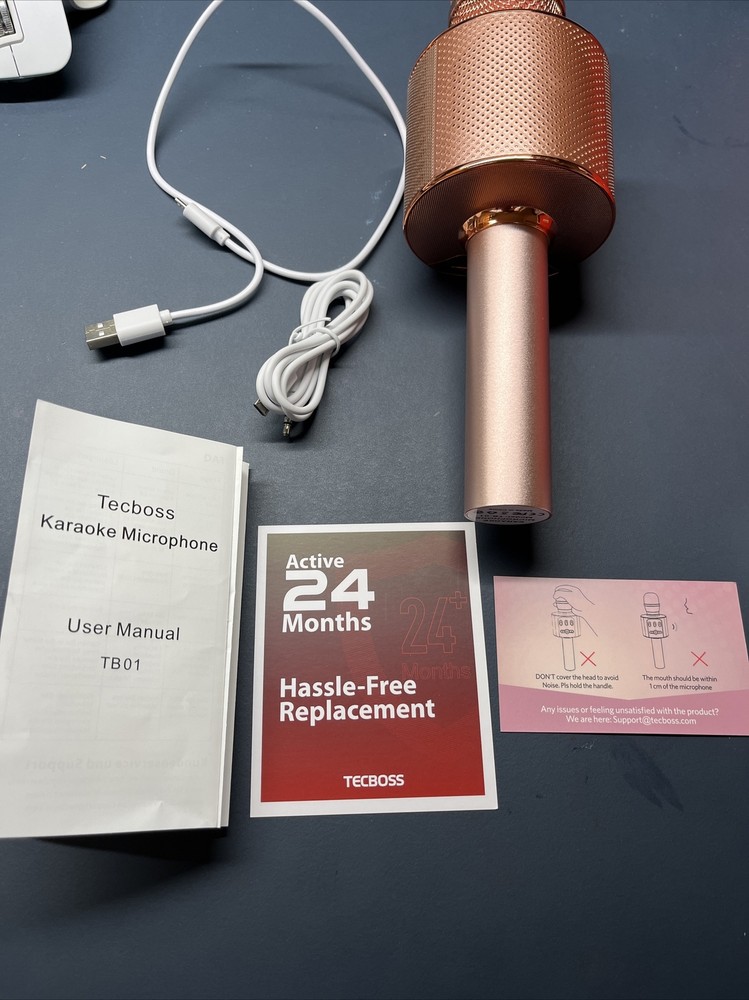 Tecboss
Karaoke Microphone
User Manual
TB01
Active
24
Months
24+
Months
Hassle-Free
Replacement
TECBOSS
DON'T cover the head to avoid
Noise. Pls hold the handle.
The mouth should be within
1 cm of the microphone
Any issues or feeling unsatisfied with the product?
We are here: Support@tecboss.com